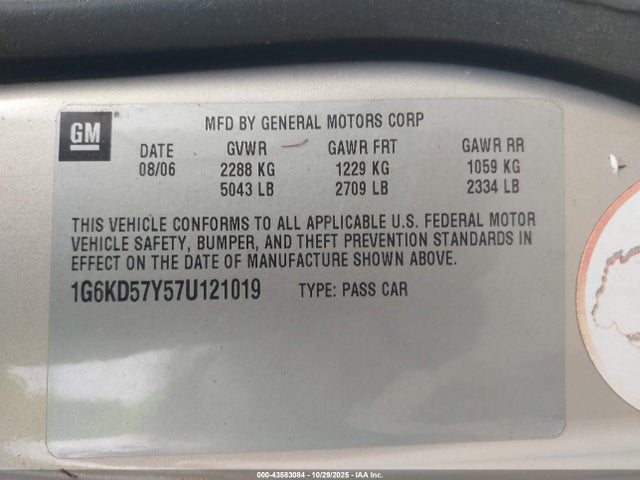 GM
MFD BY GENERAL MOTORS CORP
DATE GVWR GAWR FRT GAWR RR
08/06 2288 KG 1229 KG 1059 KG
5043 LB 2709 LB 2334 LB
THIS VEHICLE CONFORMS TO ALL APPLICABLE U.S. FEDERAL MOTOR
VEHICLE SAFETY, BUMPER, AND THEFT PREVENTION STANDARDS IN
EFFECT ON THE DATE OF MANUFACTURE SHOWN ABOVE.
1G6KD57Y57U121019 TYPE: PASS CAR
000-43583084 - 10/29/2025 - IAA Inc.